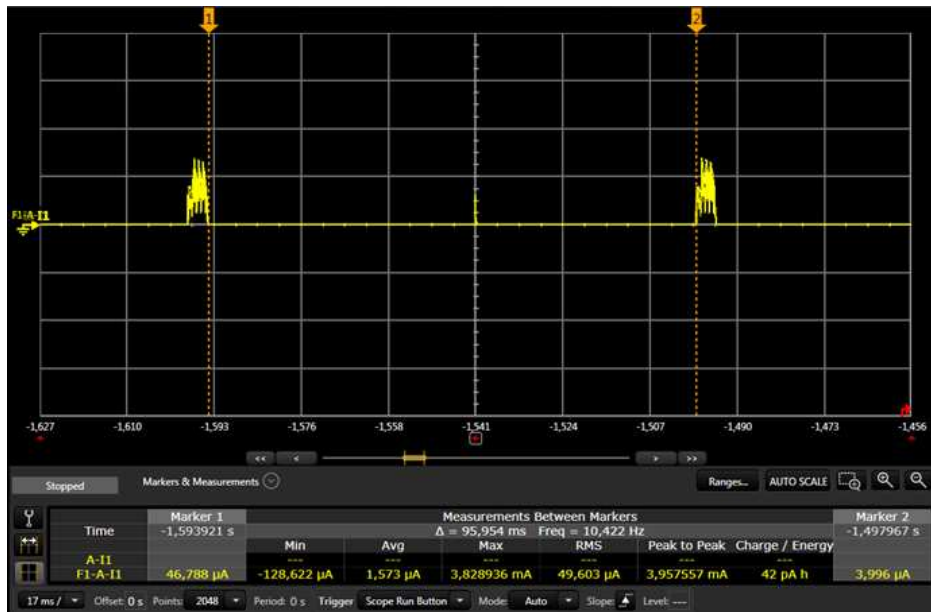 1 2
F1-A-I1
-1,627 -1,610 -1,593 -1,576 -1,558 -1,541 -1,524 -1,507 -1,490 -1,473 -1,456
<< < > >>
Stopped Markers & Measurements Ranges... AUTO SCALE
Marker 1 Measurements Between Markers Marker 2
Time -1,593921 s Δ = 95,954 ms Freq = 10,422 Hz -1,497967 s
Min Avg Max RMS Peak to Peak Charge / Energy
A-I1 --- --- --- --- --- ---
F1-A-I1 46,788 µA -128,622 µA 1,573 µA 3,828936 mA 49,603 µA 3,957557 mA 42 pA h 3,996 µA
17 ms / Offset: 0 s Points: 2048 Period: 0 s Trigger Scope Run Button Mode: Auto Slope: Level: ---